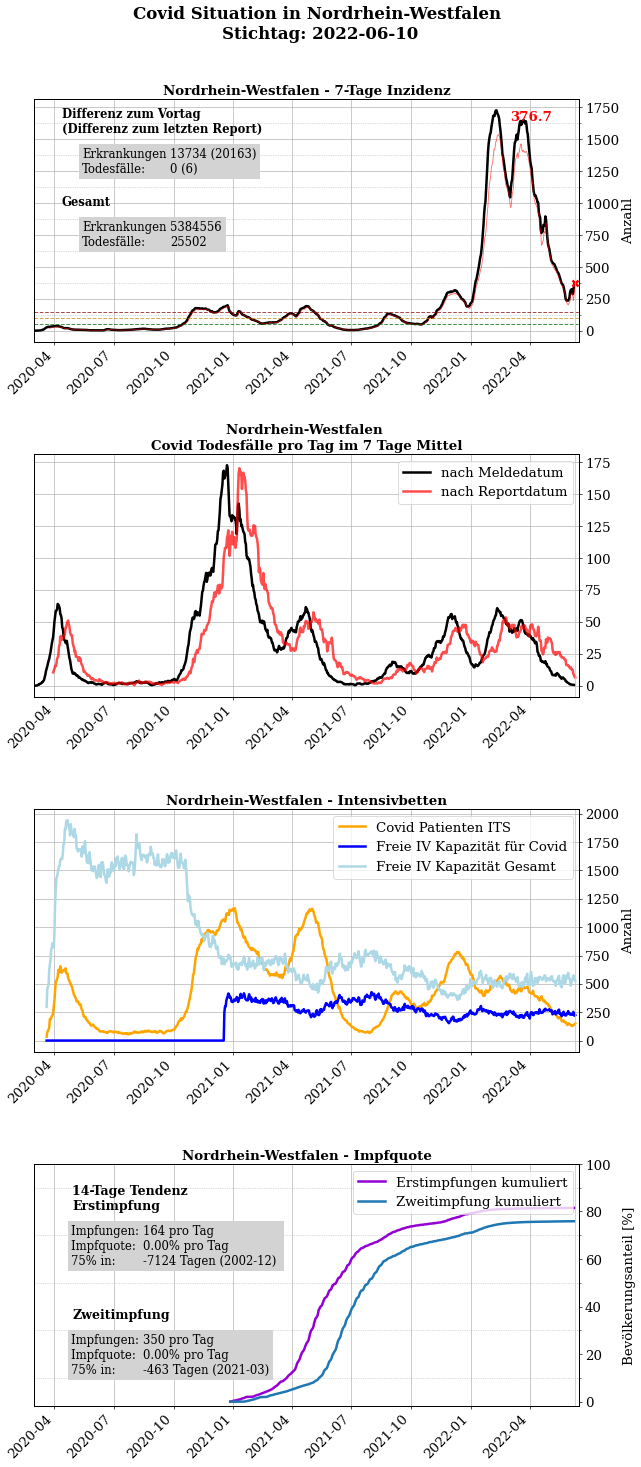 Covid Situation in Nordrhein-Westfalen
Stichtag: 2022-06-10
Nordrhein-Westfalen - 7-Tage Inzidenz
Differenz zum Vortag
(Differenz zum letzten Report)
Erkrankungen 13734 (20163)
Todesfälle: 0 (6)
Gesamt
Erkrankungen 5384556
Todesfälle: 25502
376.7
1750
1500
1250
1000
750
500
250
0
Anzahl
2020-04 2020-07 2020-10 2021-01 2021-04 2021-07 2021-10 2022-01 2022-04
Nordrhein-Westfalen
Covid Todesfälle pro Tag im 7 Tage Mittel
nach Meldedatum
nach Reportdatum
175
150
125
100
75
50
25
0
2020-04 2020-07 2020-10 2021-01 2021-04 2021-07 2021-10 2022-01 2022-04
Nordrhein-Westfalen - Intensivbetten
Covid Patienten ITS
Freie IV Kapazität für Covid
Freie IV Kapazität Gesamt
2000
1750
1500
1250
1000
750
500
250
0
Anzahl
2020-04 2020-07 2020-10 2021-01 2021-04 2021-07 2021-10 2022-01 2022-04
Nordrhein-Westfalen - Impfquote
14-Tage Tendenz
Erstimpfung
Impfungen: 164 pro Tag
Impfquote: 0.00% pro Tag
75% in: -7124 Tagen (2002-12)
Zweitimpfung
Impfungen: 350 pro Tag
Impfquote: 0.00% pro Tag
75% in: -463 Tagen (2021-03)
Erstimpfungen kumuliert
Zweitimpfung kumuliert
100
80
60
40
20
0
Bevölkerungsanteil [%]
2020-04 2020-07 2020-10 2021-01 2021-04 2021-07 2021-10 2022-01 2022-04